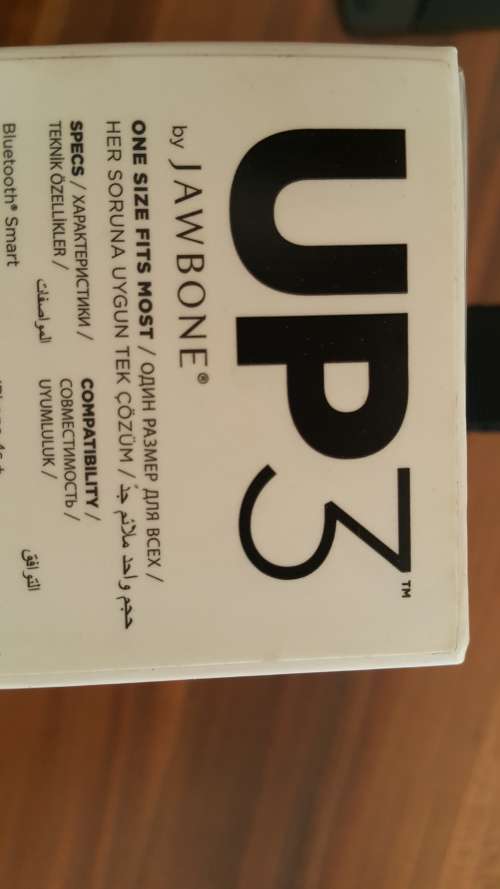 UP3™
by JAWBONE®
ONE SIZE FITS MOST / ОДИН РАЗМЕР ДЛЯ ВСЕХ /
HER SORUNA UYGUN TEK ÇÖZÜM / حجم واحد ملائم جدً
SPECS / ХАРАКТЕРИСТИКИ /
TEKNİK ÖZELLİKLER /
المواصفات
Bluetooth® Smart
COMPATIBILITY /
СОВМЕСТИМОСТЬ /
UYUMLULUK /
التوافق